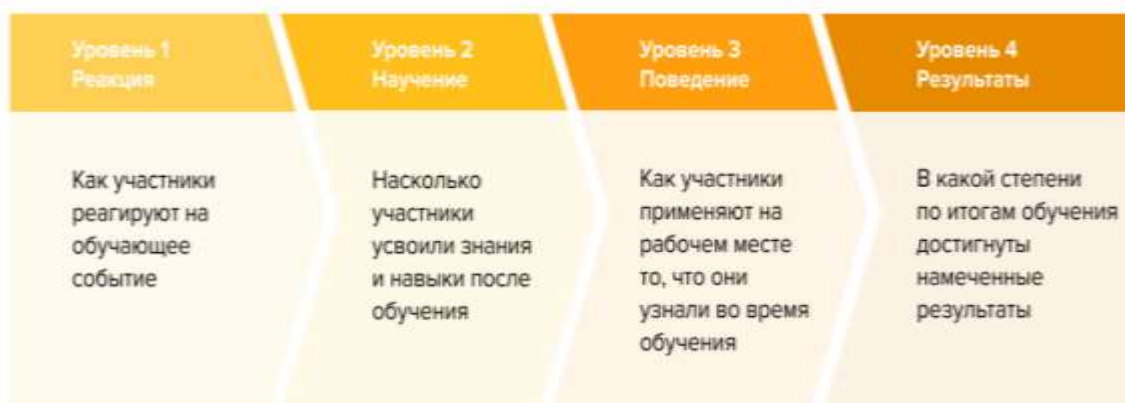 Уровень 1
Реакция
Как участники
реагируют на
обучающее
событие
Уровень 2
Научение
Насколько
участники
усвоили знания
и навыки после
обучения
Уровень 3
Поведение
Как участники
применяют на
рабочем месте
то, что они
узнали во время
обучения
Уровень 4
Результаты
В какой степени
по итогам обучения
достигнуты
намеченные
результаты